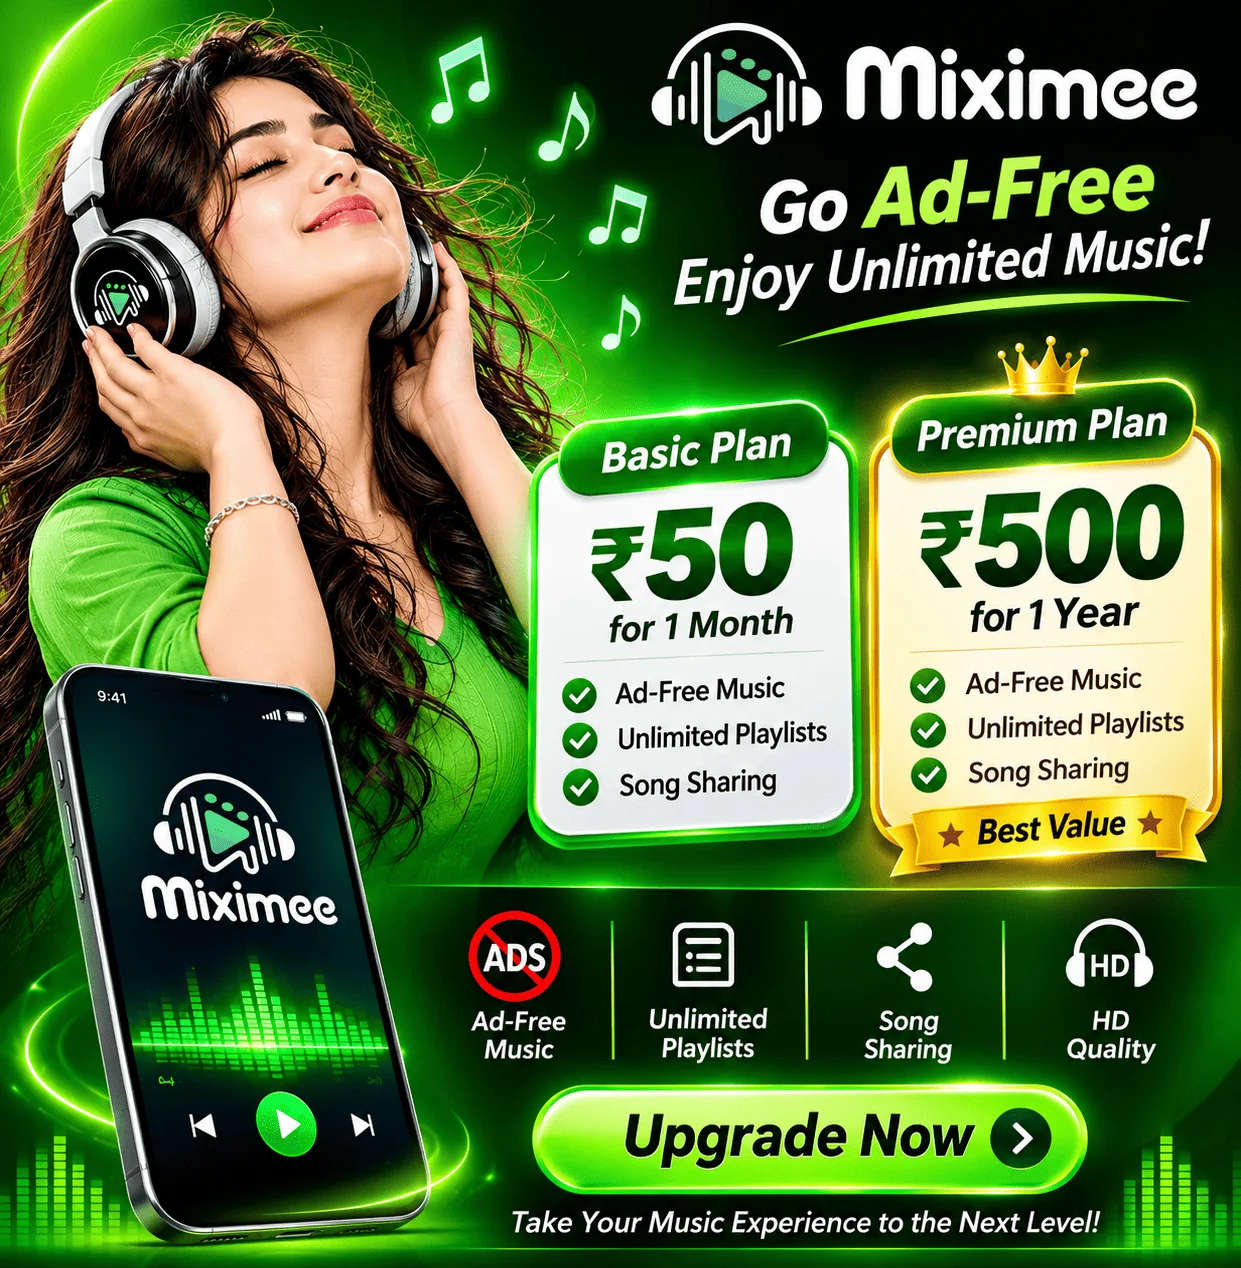 Miximee
Go Ad-Free
Enjoy Unlimited Music!
Basic Plan
₹50
for 1 Month
Ad-Free Music
Unlimited Playlists
Song Sharing
Premium Plan
₹500
for 1 Year
Ad-Free Music
Unlimited Playlists
Song Sharing
Best Value
9:41
Miximee
ADS
Ad-Free
Music
Unlimited
Playlists
Song
Sharing
HD
HD
Quality
Upgrade Now
Take Your Music Experience to the Next Level!